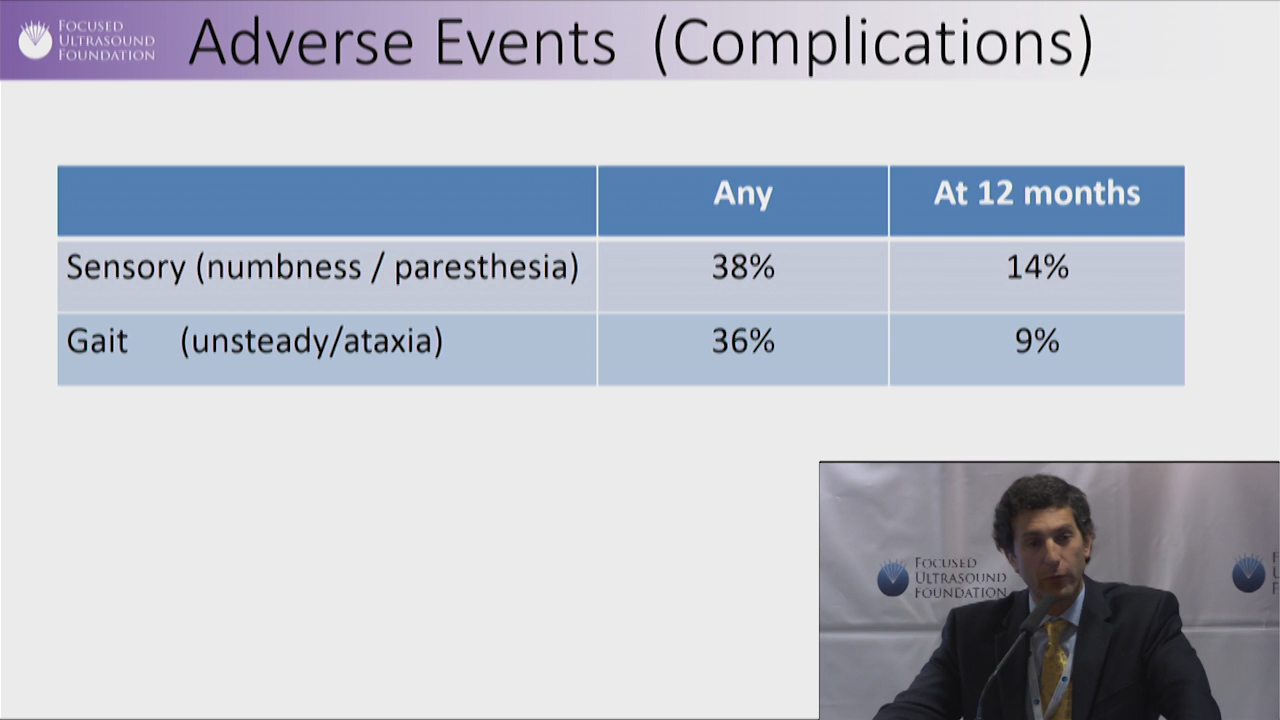 FOCUSED
ULTRASOUND
FOUNDATION
Adverse Events (Complications)
Any At 12 months
Sensory (numbness / paresthesia) 38% 14%
Gait (unsteady/ataxia) 36% 9%
FOCUSED
ULTRASOUND
FOUNDATION